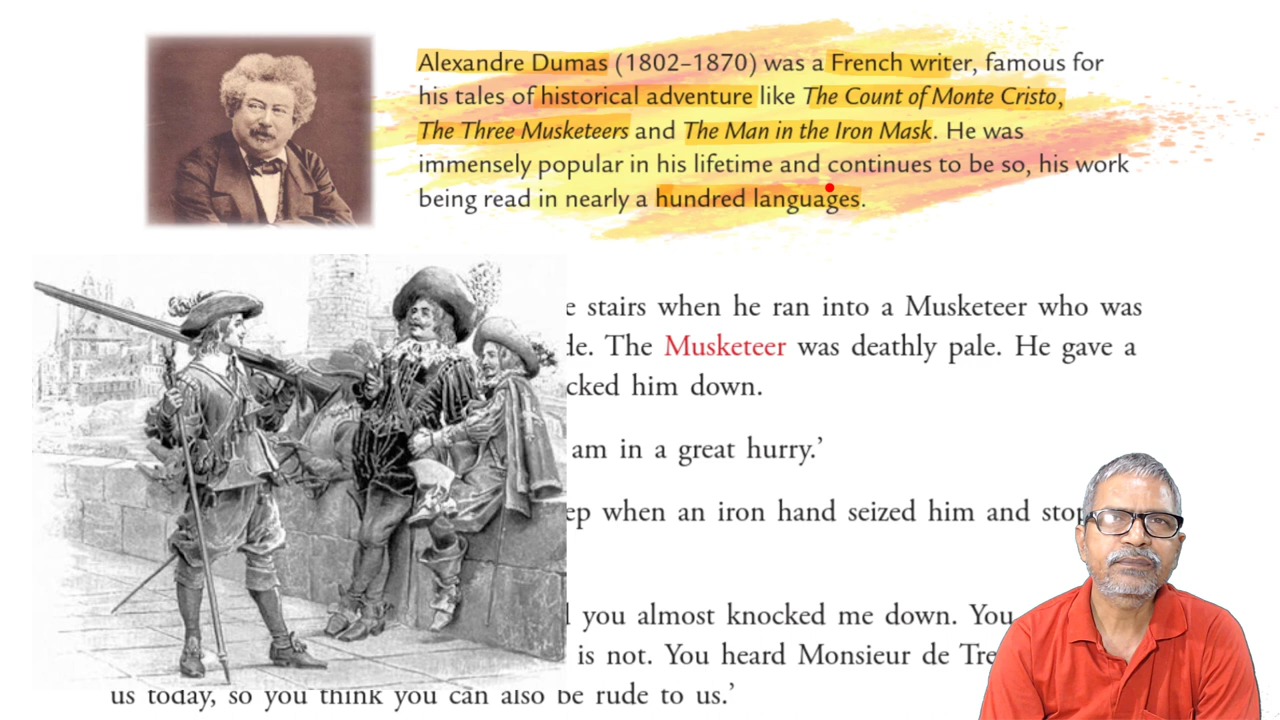 Alexandre Dumas (1802–1870) was a French writer, famous for
his tales of historical adventure like The Count of Monte Cristo,
The Three Musketeers and The Man in the Iron Mask. He was
immensely popular in his lifetime and continues to be so, his work
being read in nearly a hundred languages.
stairs when he ran into a Musketeer who was
The Musketeer was deathly pale. He gave a
him down.
am in a great hurry.’
when an iron hand seized him and
you almost knocked me down. You
is not. You heard Monsieur de
us today, so you think you can also be rude to us.’